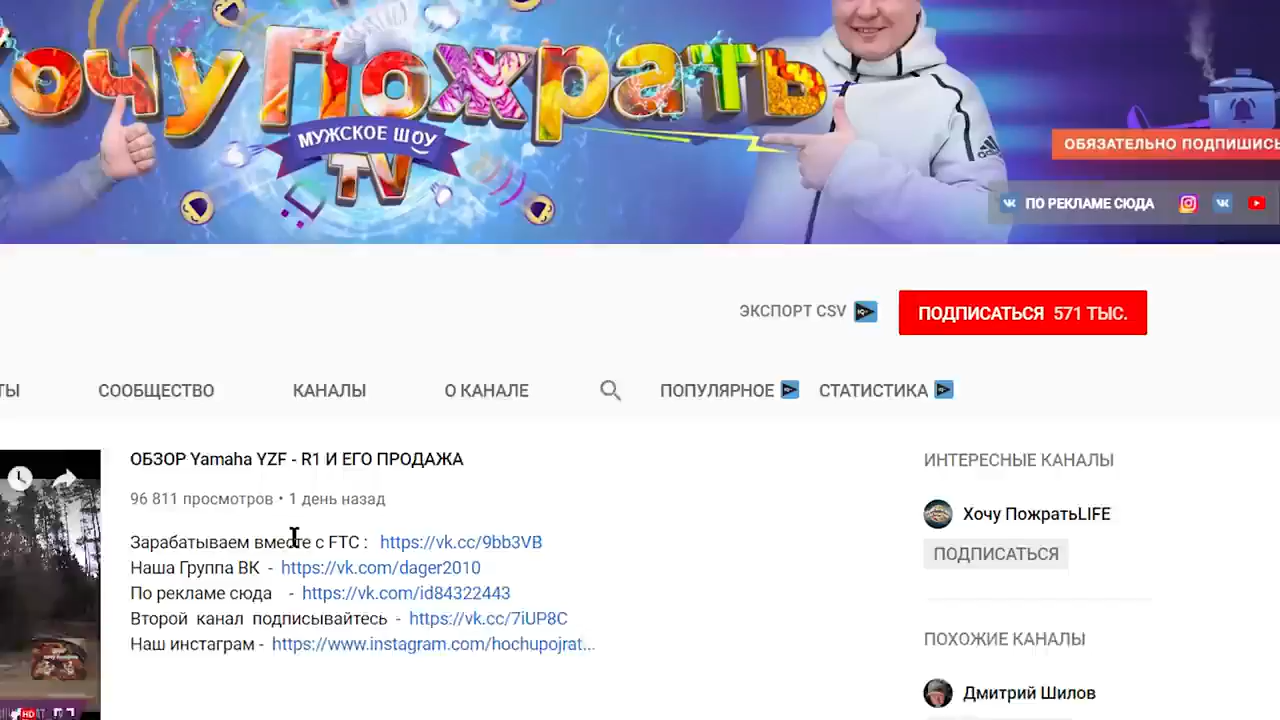 Хочу Пожрать
МУЖСКОЕ ШОУ
TV
ОБЯЗАТЕЛЬНО ПОДПИШИСЬ
ПО РЕКЛАМЕ СЮДА
ЭКСПОРТ CSV
ПОДПИСАТЬСЯ 571 ТЫС.
ТЫ СООБЩЕСТВО КАНАЛЫ О КАНАЛЕ ПОПУЛЯРНОЕ СТАТИСТИКА
ОБЗОР Yamaha YZF - R1 И ЕГО ПРОДАЖА
96 811 просмотров • 1 день назад
Зарабатываем вместе с FTC : https://vk.cc/9bb3VB
Наша Группа ВК - https://vk.com/dager2010
По рекламе сюда - https://vk.com/id84322443
Второй канал подписывайтесь - https://vk.cc/7iUP8C
Наш инстаграм - https://www.instagram.com/hochupojrat...
ИНТЕРЕСНЫЕ КАНАЛЫ
Хочу ПожратьLIFE
ПОДПИСАТЬСЯ
ПОХОЖИЕ КАНАЛЫ
Дмитрий Шилов
HD